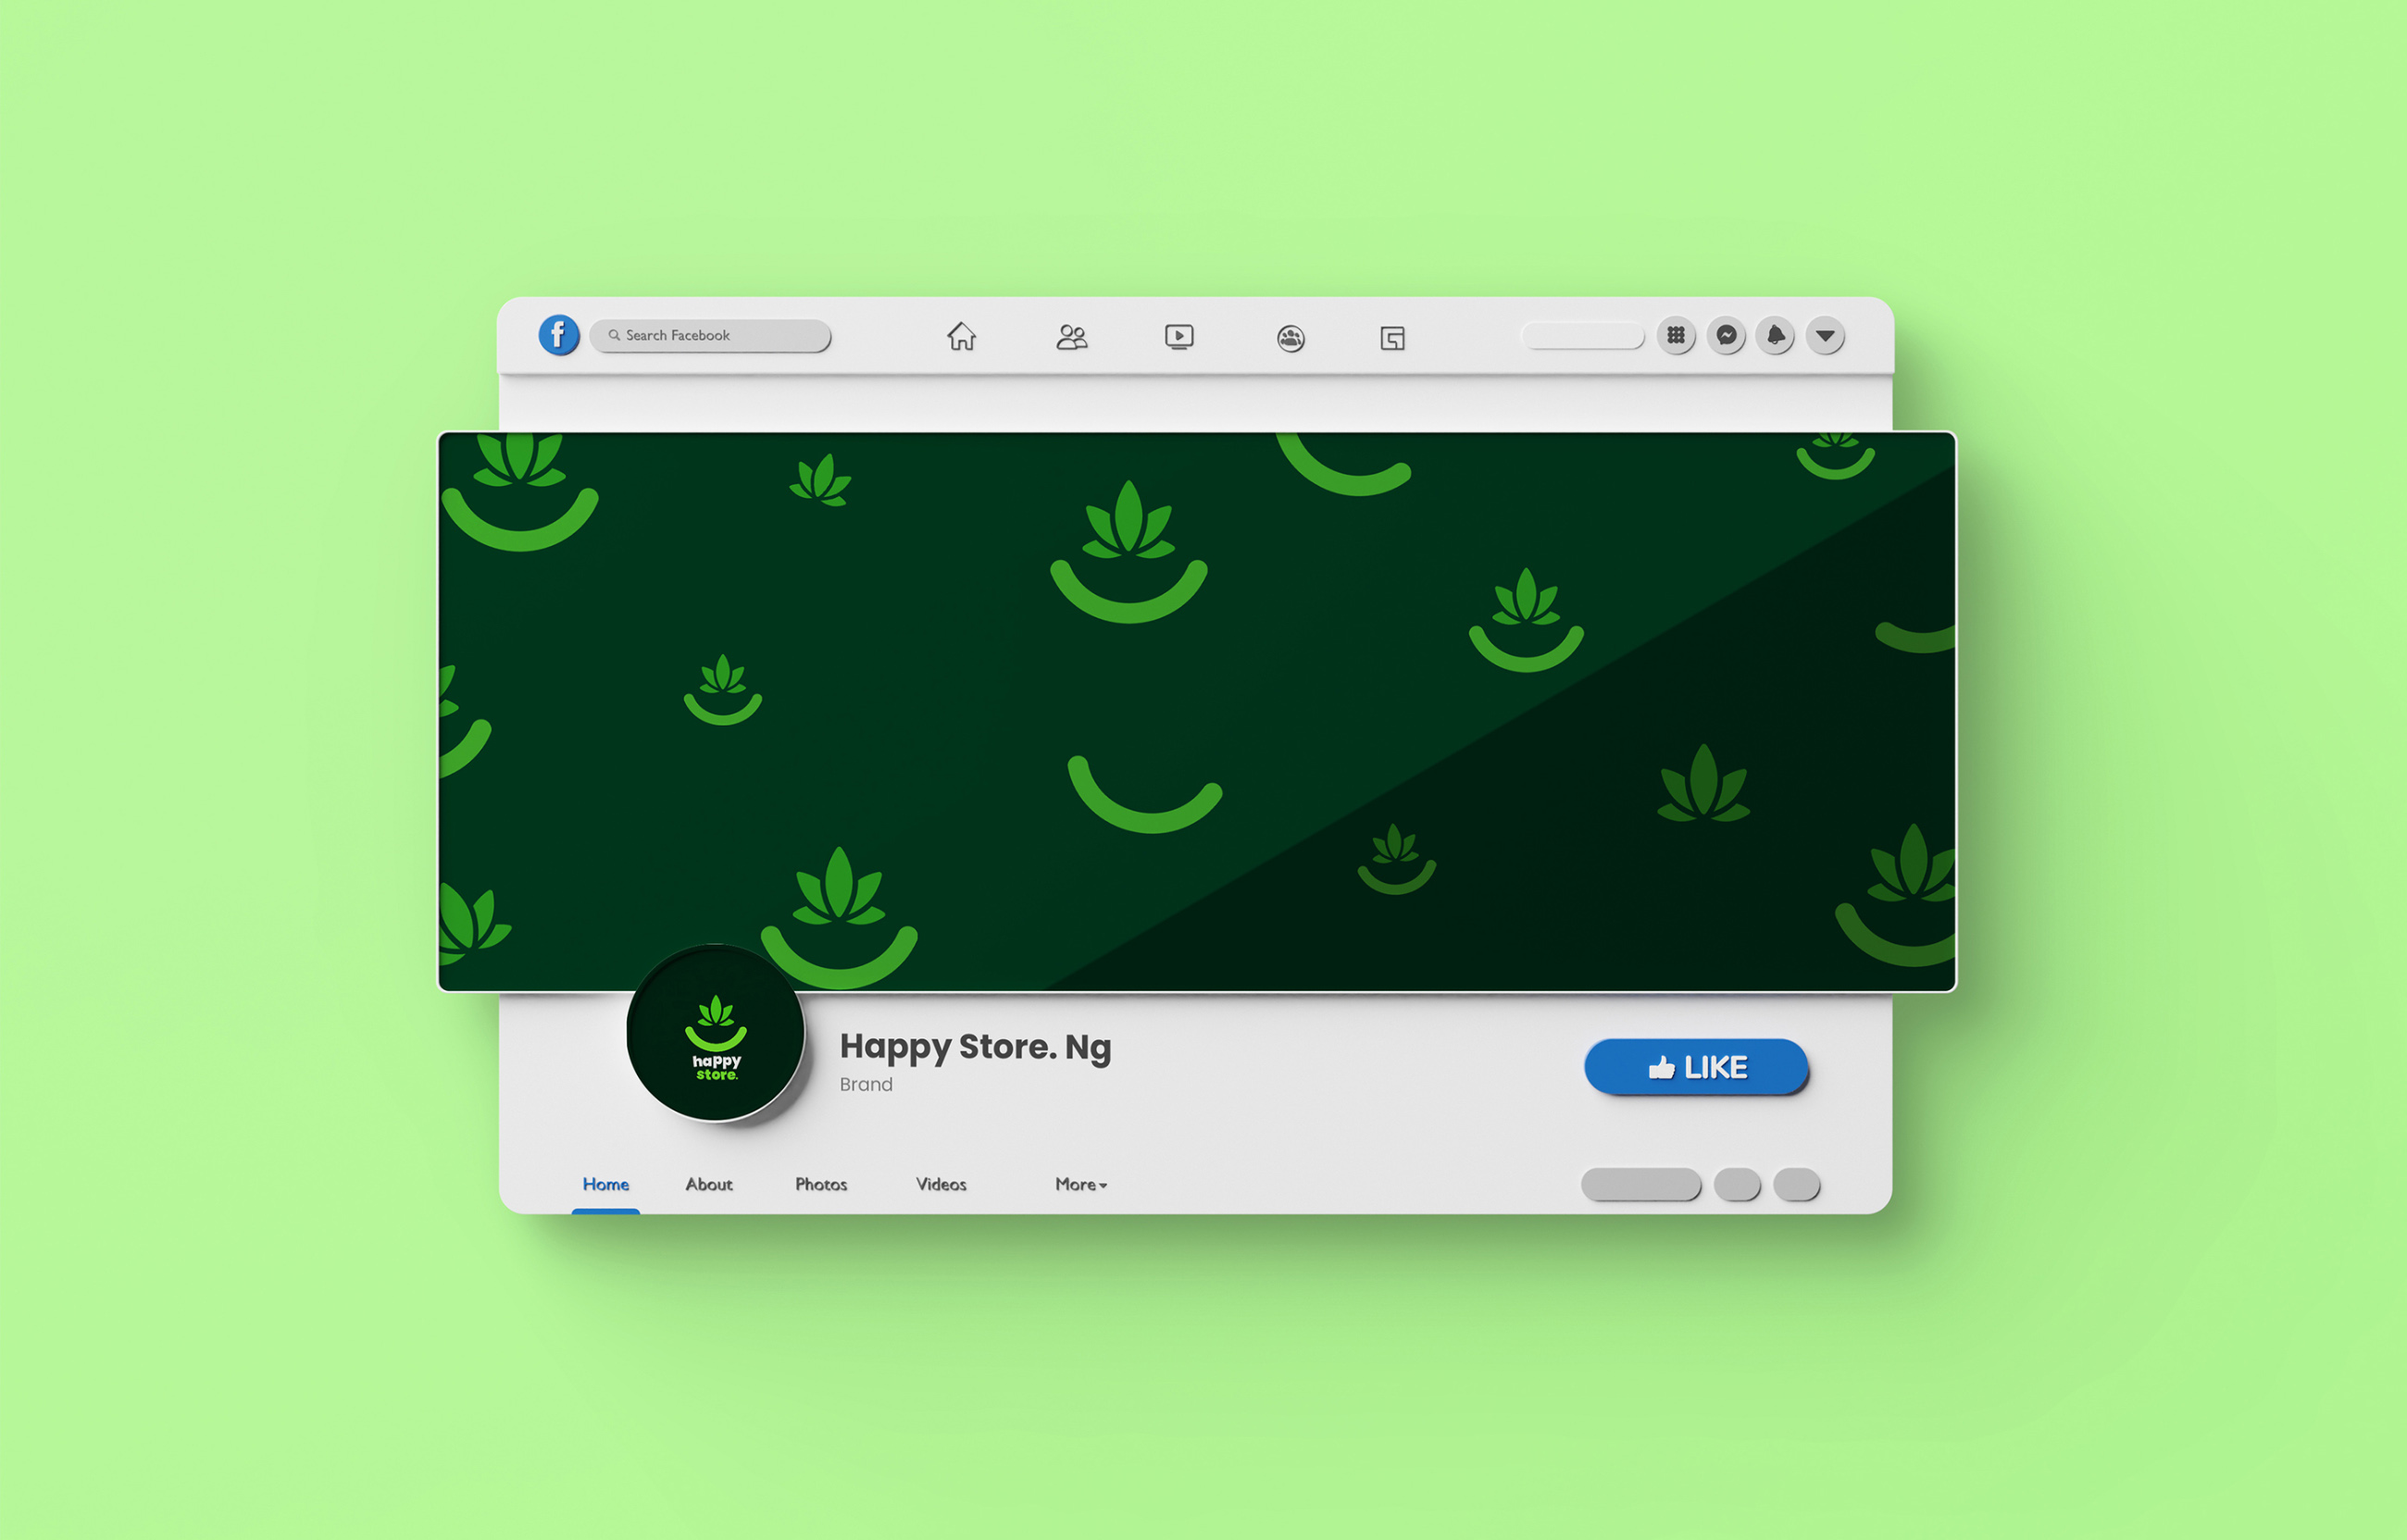 f
Search Facebook
happy
store.
Happy Store. Ng
Brand
LIKE
Home
About
Photos
Videos
More